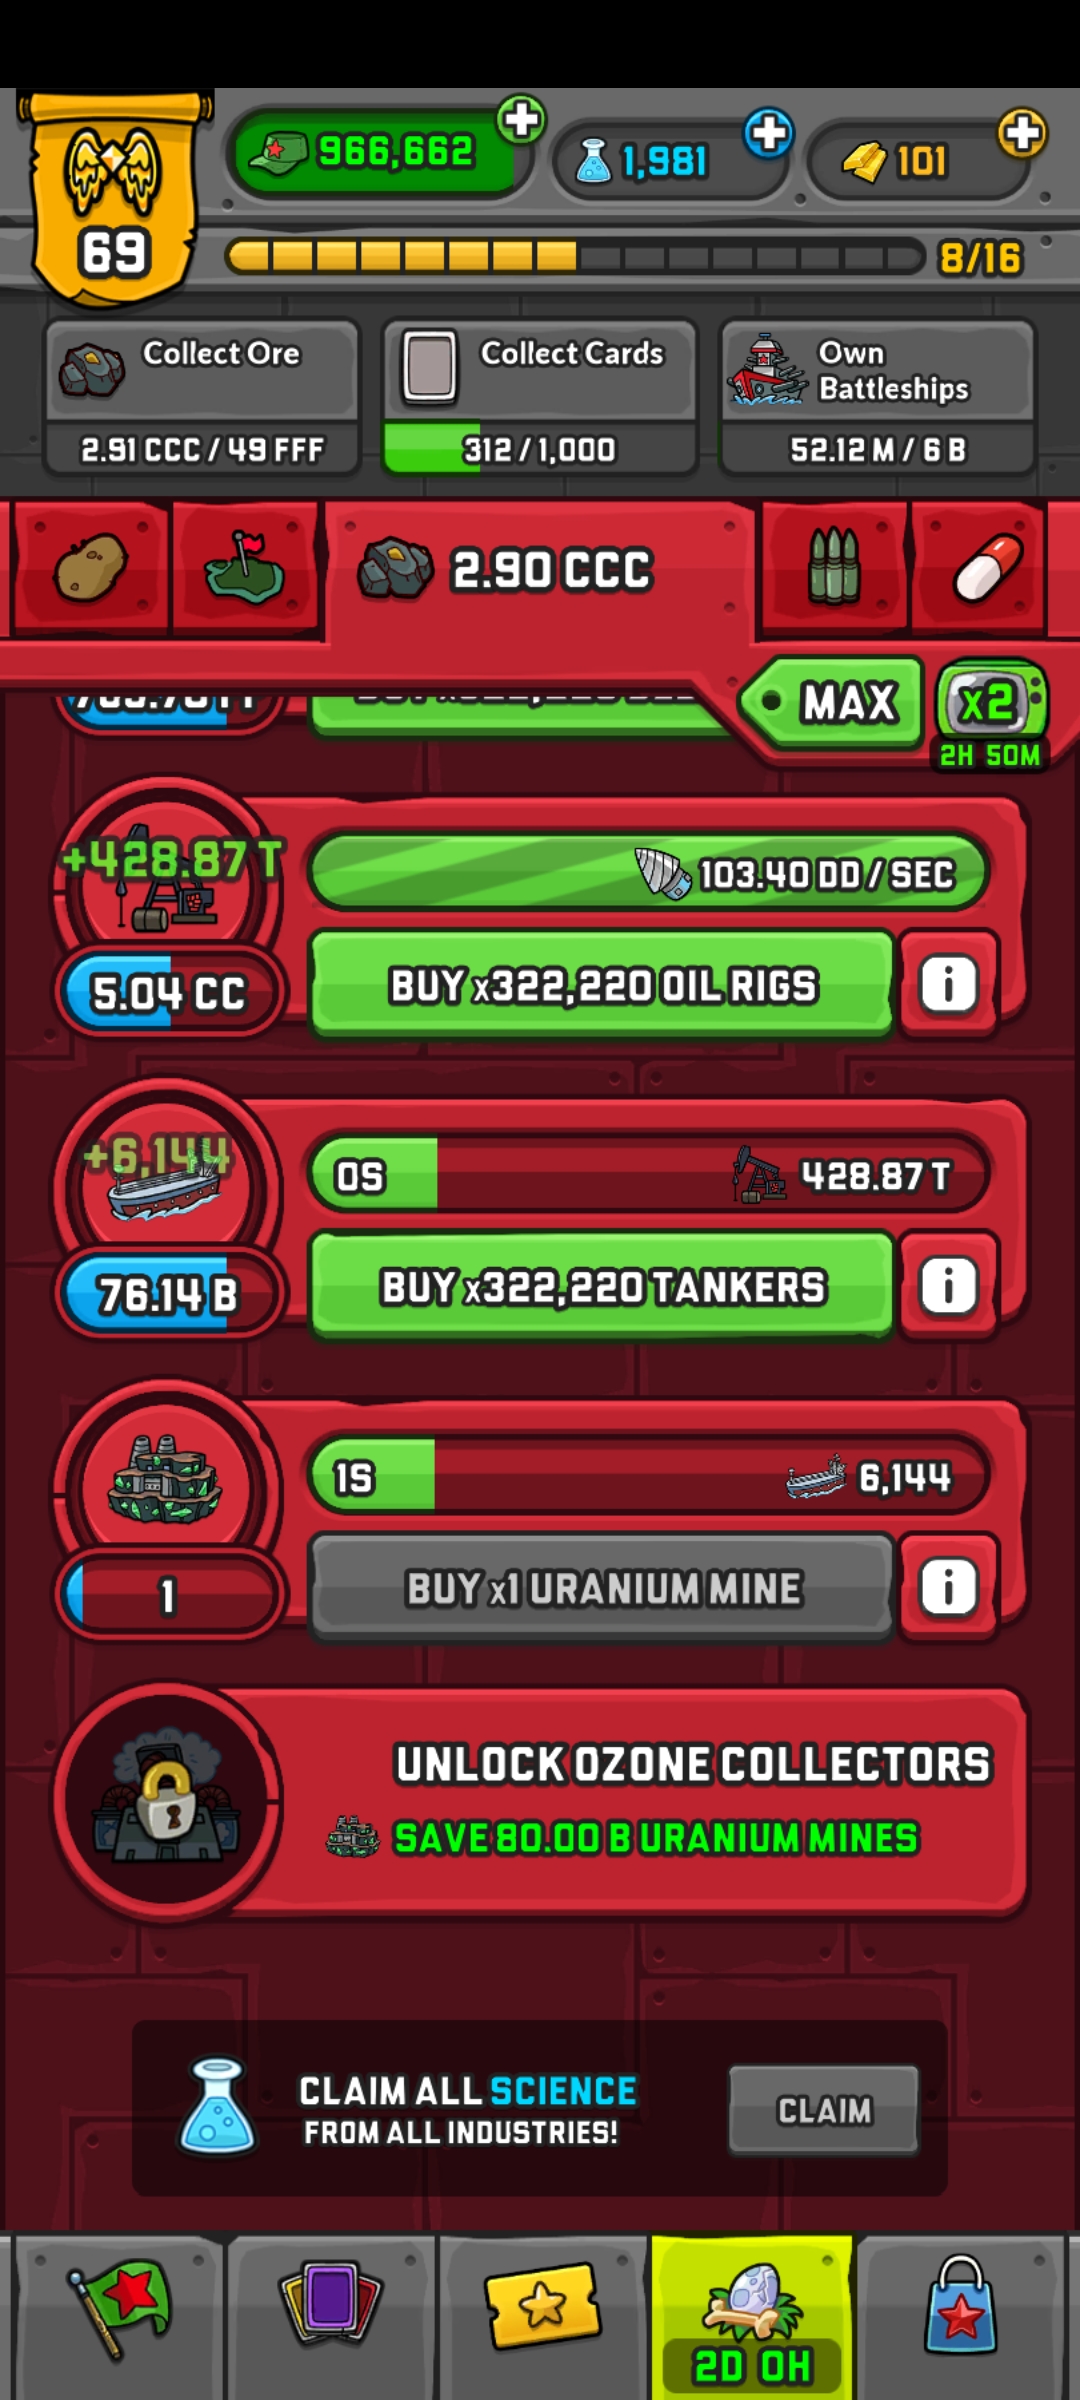 966,662
1,981
101
69
8/16
Collect Ore
2.91 CCC / 49 FFF
Collect Cards
312 / 1,000
Own
Battleships
52.12 M / 6 B
2.90 CCC
MAX
x2
2H 50M
+428.87 T
103.40 DD / SEC
5.04 CC
BUY x322,220 OIL RIGS
i
+6,144
0S
428.87 T
76.14 B
BUY x322,220 TANKERS
i
1S
6,144
1
BUY x1 URANIUM MINE
i
UNLOCK OZONE COLLECTORS
SAVE 80.00 B URANIUM MINES
CLAIM ALL SCIENCE
FROM ALL INDUSTRIES!
CLAIM
2D 0H